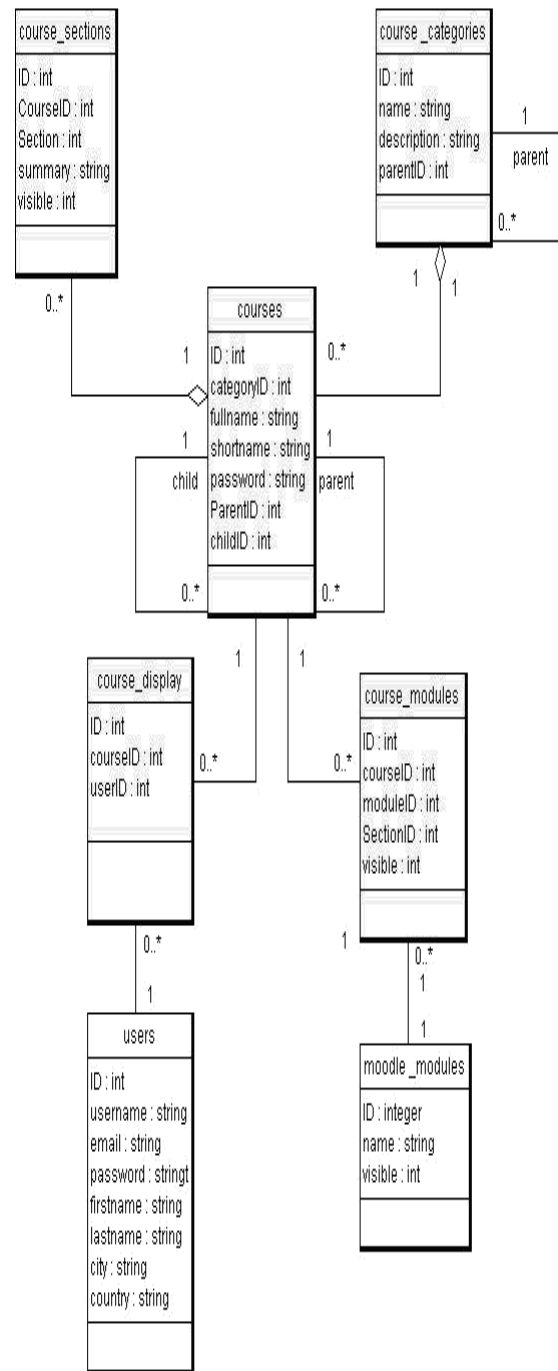 course_sections
ID : int
CourseID : int
Section : int
summary : string
visible : int
0..*
course _categories
ID : int
name : string
description : string
parentID : int
1
parent
0..*
1
1
courses
ID : int
categoryID : int
fullname : string
shortname : string
password : string
ParentID : int
childID : int
1
0..*
1
child
0..*
1
parent
0..*
1
1
course_display
ID : int
courseID : int
userID : int
0..*
0..*
1
course_modules
ID : int
courseID : int
moduleID : int
SectionID : int
visible : int
0..*
1
0..*
1
1
users
ID : int
username : string
email : string
password : stringt
firstname : string
lastname : string
city : string
country : string
moodle _modules
ID : integer
name : string
visible : int